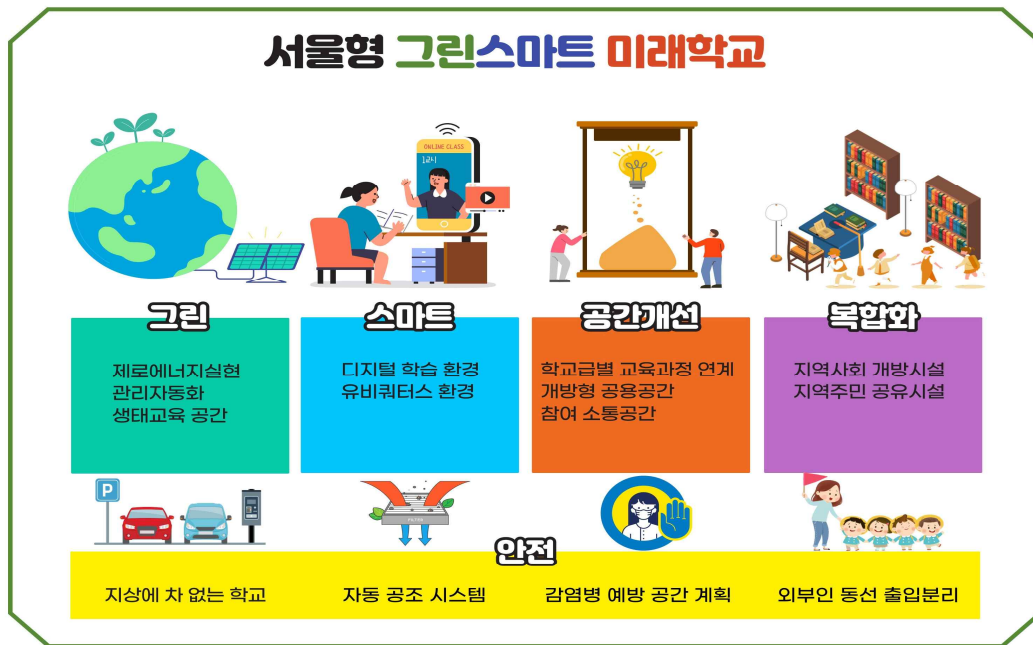 서울형 그린스마트 미래학교
ONLINE CLASS
1교시
그린
제로에너지실현
관리자동화
생태교육 공간
스마트
디지털 학습 환경
유비쿼터스 환경
공간개선
학교급별 교육과정 연계
개방형 공용공간
참여 소통공간
복합화
지역사회 개방시설
지역주민 공유시설
P
FILTER
안전
지상에 차 없는 학교
자동 공조 시스템
감염병 예방 공간 계획
외부인 동선 출입분리